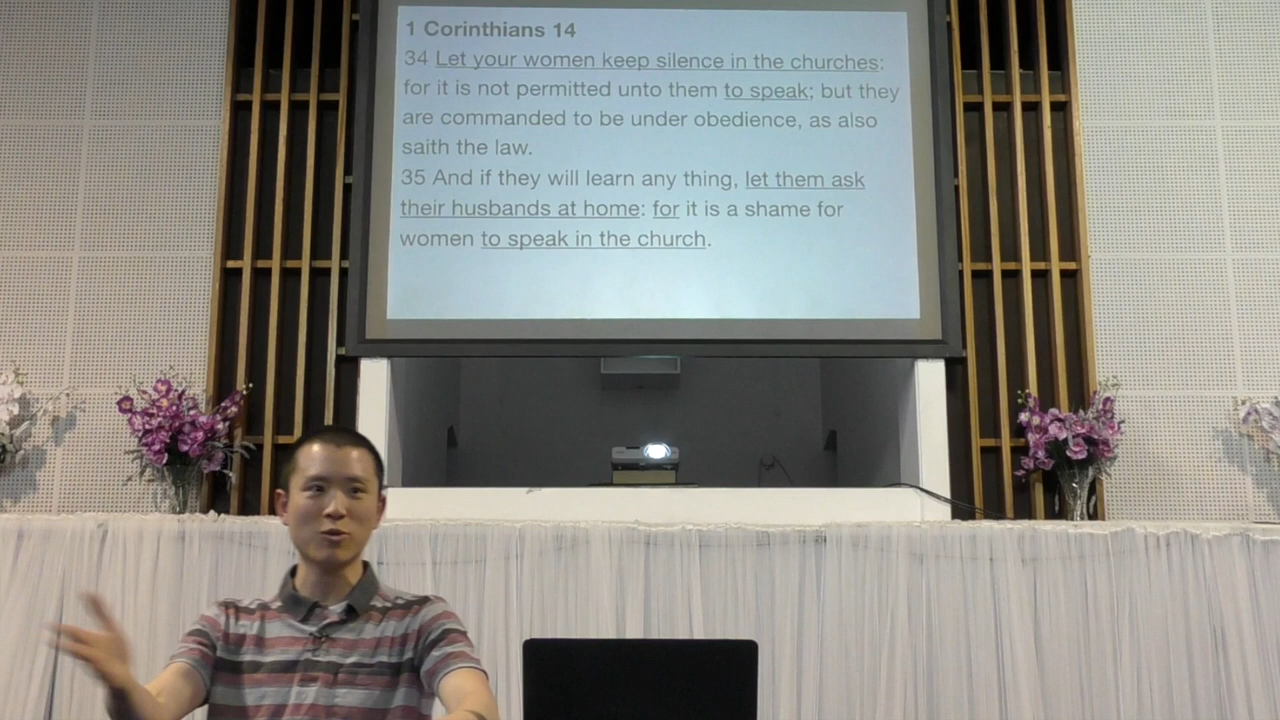 1 Corinthians 14
34 Let your women keep silence in the churches:
for it is not permitted unto them to speak; but they
are commanded to be under obedience, as also
saith the law.
35 And if they will learn any thing, let them ask
their husbands at home: for it is a shame for
women to speak in the church.